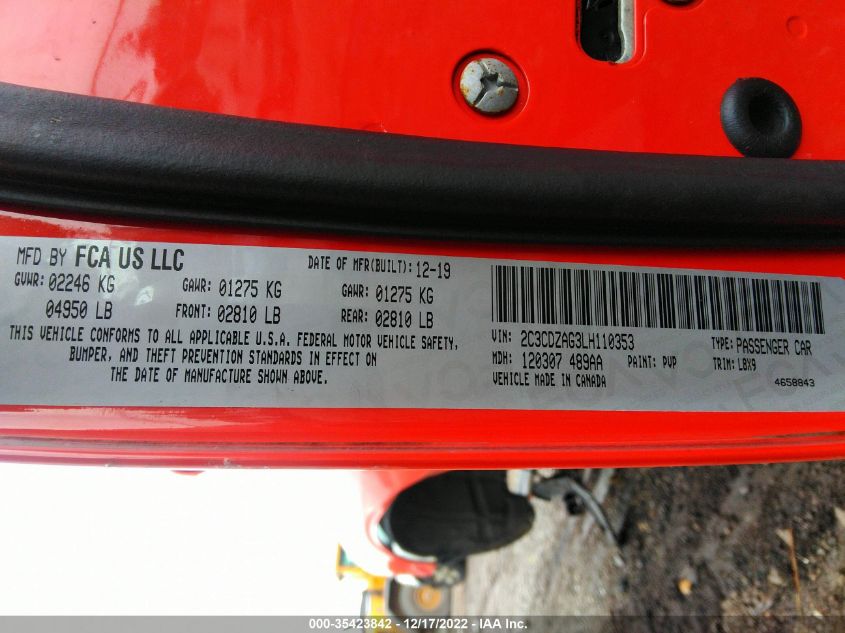 MFD BY FCA US LLC
DATE OF MFR(BUILT): 12-19
GVWR: 02246 KG
04950 LB
GAWR: 01275 KG
FRONT: 02810 LB
GAWR: 01275 KG
REAR: 02810 LB
THIS VEHICLE CONFORMS TO ALL APPLICABLE U.S.A. FEDERAL MOTOR VEHICLE SAFETY,
BUMPER, AND THEFT PREVENTION STANDARDS IN EFFECT ON
THE DATE OF MANUFACTURE SHOWN ABOVE.
VIN: 2C3CDZAG3LH110353
TYPE: PASSENGER CAR
MDH: 120307 489AA
PAINT: PVP
TRIM: LBX9
VEHICLE MADE IN CANADA
4658843
000-35423842 - 12/17/2022 - IAA Inc.